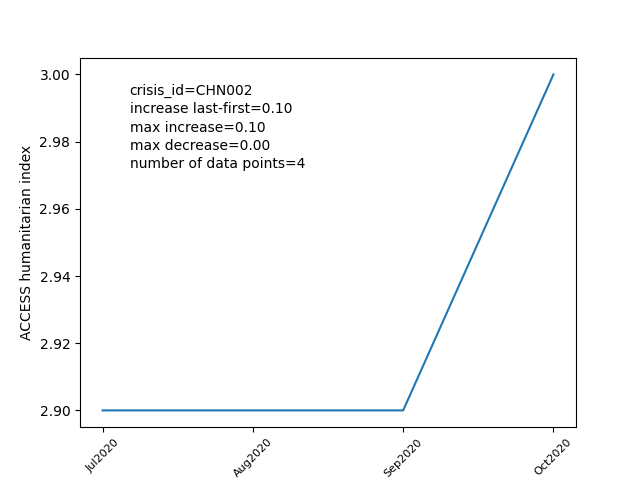 crisis_id=CHN002
increase last-first=0.10
max increase=0.10
max decrease=0.00
number of data points=4
ACCESS humanitarian index
3.00
2.98
2.96
2.94
2.92
2.90
Jul2020
Aug2020
Sep2020
Oct2020